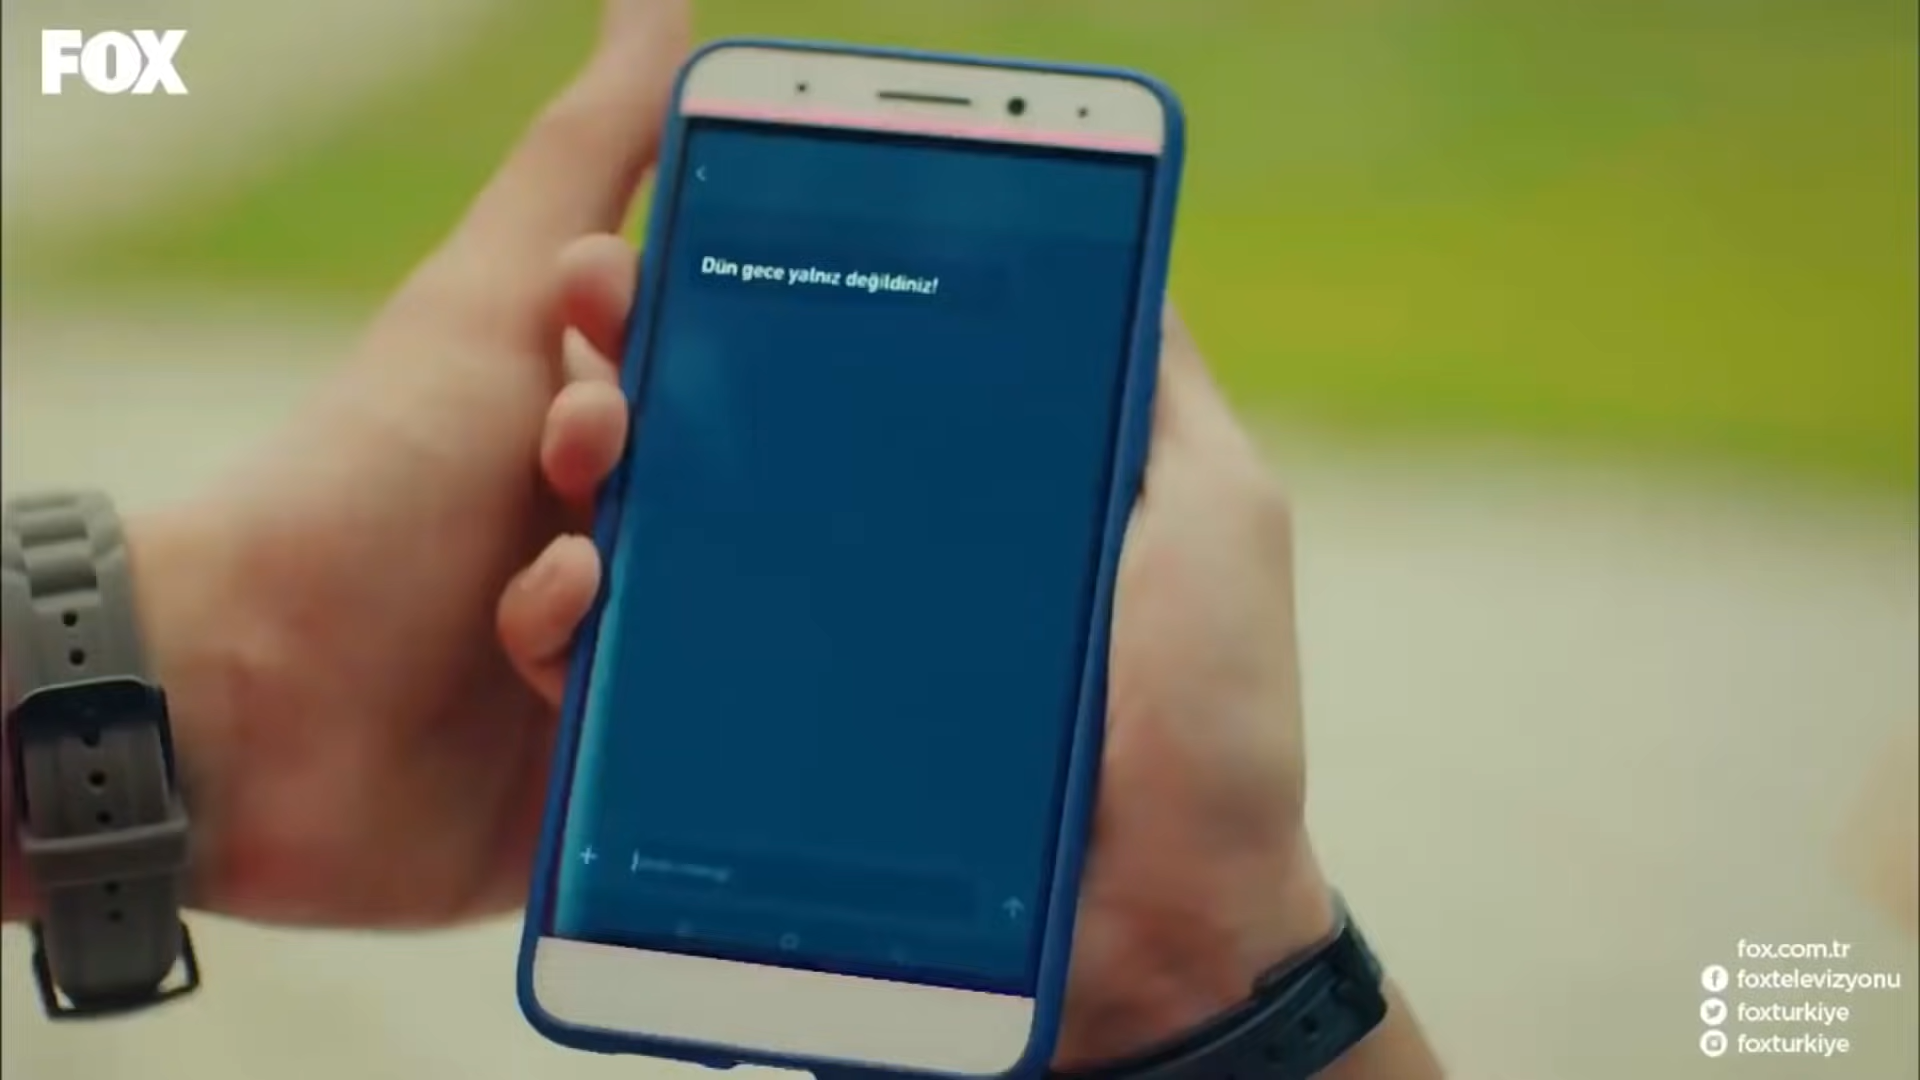 FOX
Dün gece yalnız değildiniz!
fox.com.tr
foxtelevizyonu
foxturkiye
foxturkiye